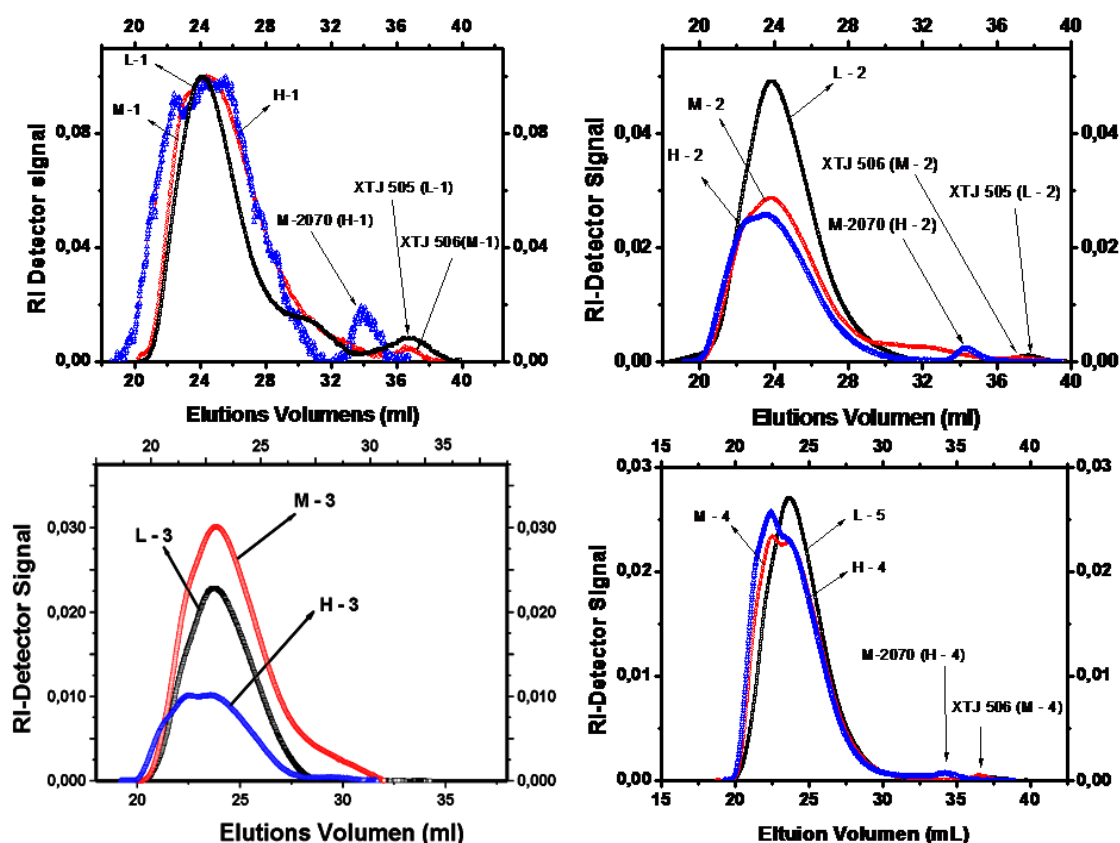 20 24 28 32 36 40
L-1
M-1
H-1
0,08
0,08
XTJ 505 (L-1)
M-2070 (H-1)
XTJ 506(M-1)
0,04
0,04
0,00
0,00
RI Detector signal
20 24 28 32 36 40
Elutions Volumens (ml)
20 24 28 32 36 40
L - 2
M - 2
H - 2
0,04
0,04
XTJ 506 (M - 2)
XTJ 505 (L - 2)
M-2070 (H - 2)
0,02
0,02
0,00
0,00
RI-Detector Signal
20 24 28 32 36 40
Elutions Volumen (ml)
20 25 30 35
M - 3
L - 3
H - 3
0,030
0,030
0,020
0,020
0,010
0,010
0,000
0,000
RI-Detector Signal
20 25 30 35
Elutions Volumen (ml)
15 20 25 30 35 40
0,03
0,03
M - 4
L - 5
H - 4
0,02
0,02
M-2070 (H - 4)
XTJ 506 (M - 4)
0,01
0,01
0,00
0,00
RI-Detector Signal
15 20 25 30 35 40
Eltuion Volumen (mL)